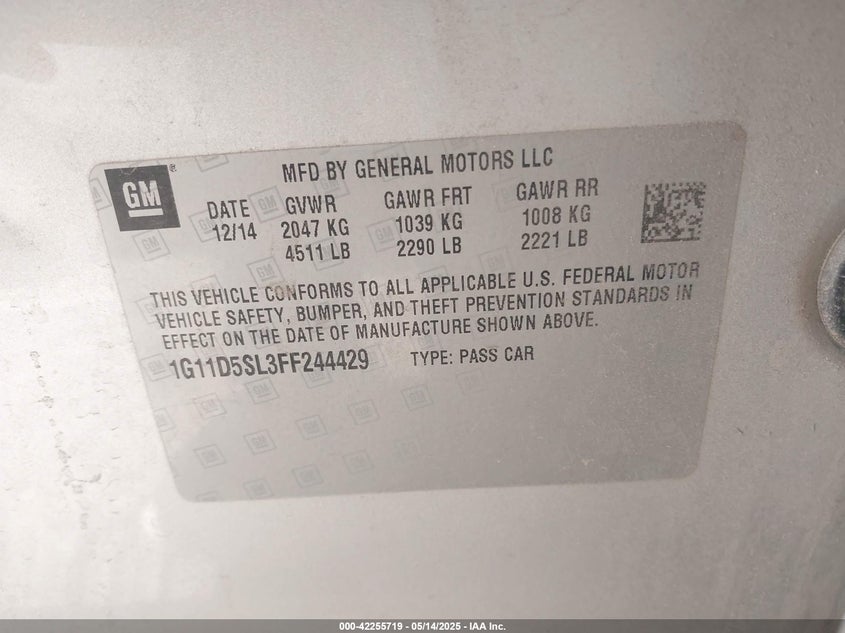 GM
MFD BY GENERAL MOTORS LLC
DATE GVWR GAWR FRT GAWR RR
12/14 2047 KG 1039 KG 1008 KG
4511 LB 2290 LB 2221 LB
THIS VEHICLE CONFORMS TO ALL APPLICABLE U.S. FEDERAL MOTOR
VEHICLE SAFETY, BUMPER, AND THEFT PREVENTION STANDARDS IN
EFFECT ON THE DATE OF MANUFACTURE SHOWN ABOVE.
1G11D5SL3FF244429 TYPE: PASS CAR
000-42255719 - 05/14/2025 - IAA Inc.